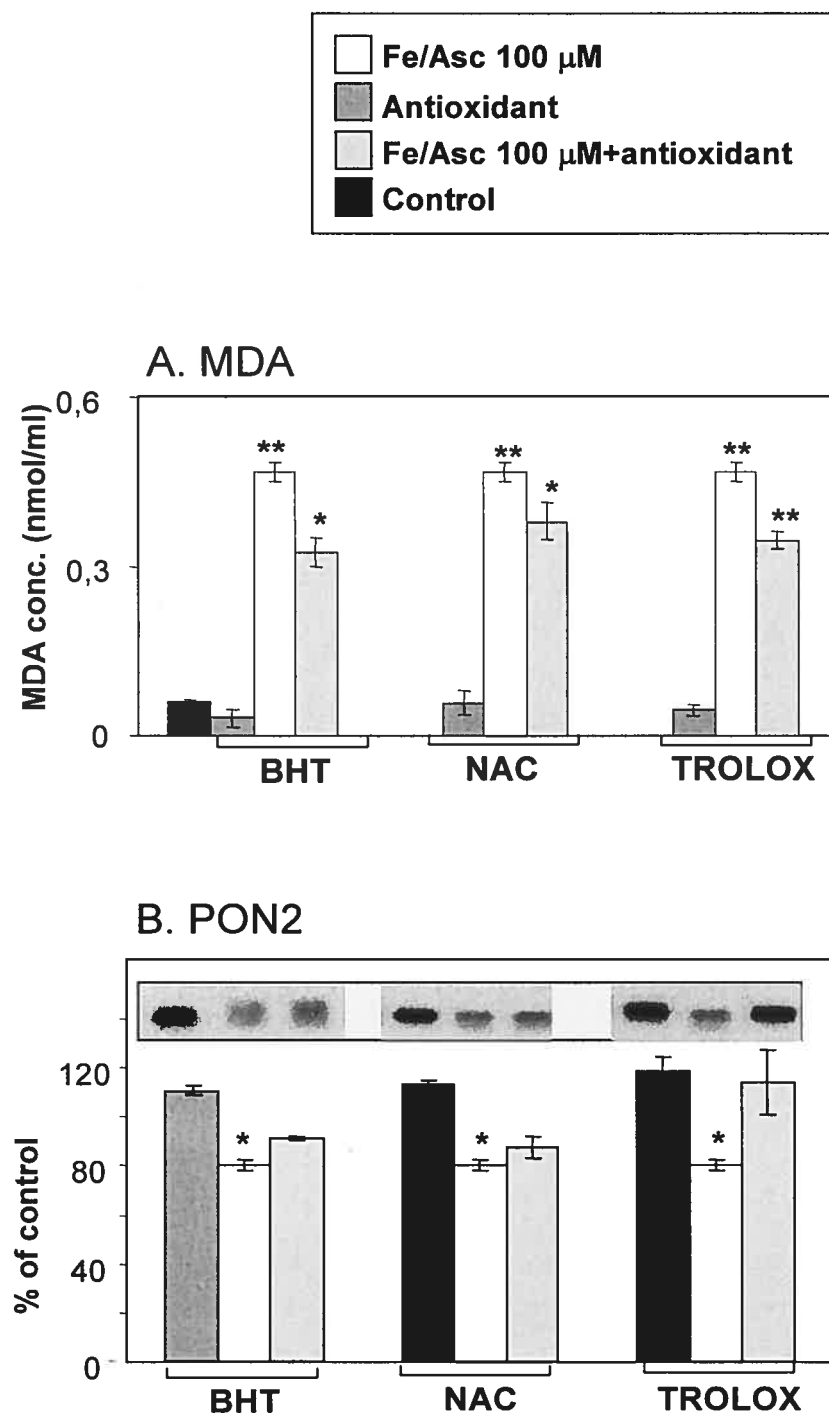 Fe/Asc 100 μM
Antioxidant
Fe/Asc 100 μM+antioxidant
Control
A. MDA
MDA conc. (nmol/ml)
0,6
0,3
0
** * ** * ** **
BHT NAC TROLOX
B. PON2
% of control
120
80
40
0
* * *
BHT NAC TROLOX